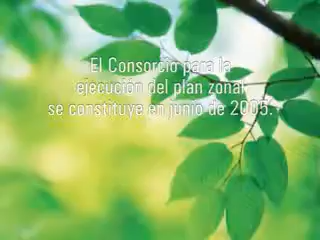 El Consorcio para la
ejecución del plan zonal
se constituye en junio de 2005.